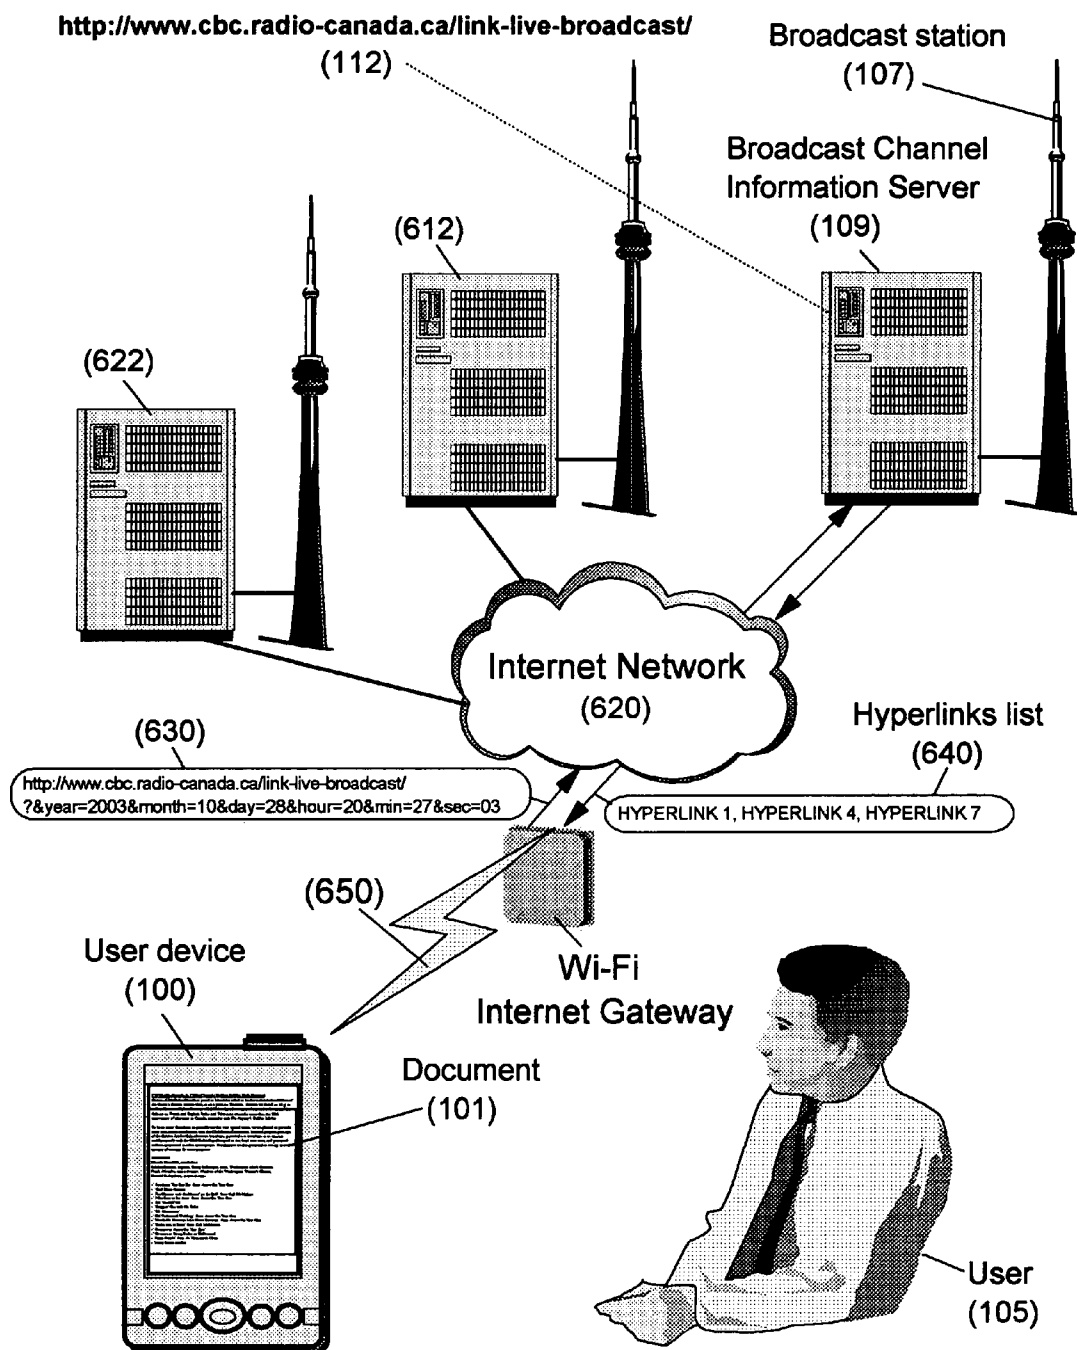 http://www.cbc.radio-canada.ca/link-live-broadcast/
(112)
Broadcast station
(107)
Broadcast Channel
Information Server
(109)
(612)
(622)
Internet Network
(620)
(630)
http://www.cbc.radio-canada.ca/link-live-broadcast/
?&year=2003&month=10&day=28&hour=20&min=27&sec=03
Hyperlinks list
(640)
HYPERLINK 1, HYPERLINK 4, HYPERLINK 7
(650)
Wi-Fi
Internet Gateway
User device
(100)
Document
(101)
User
(105)